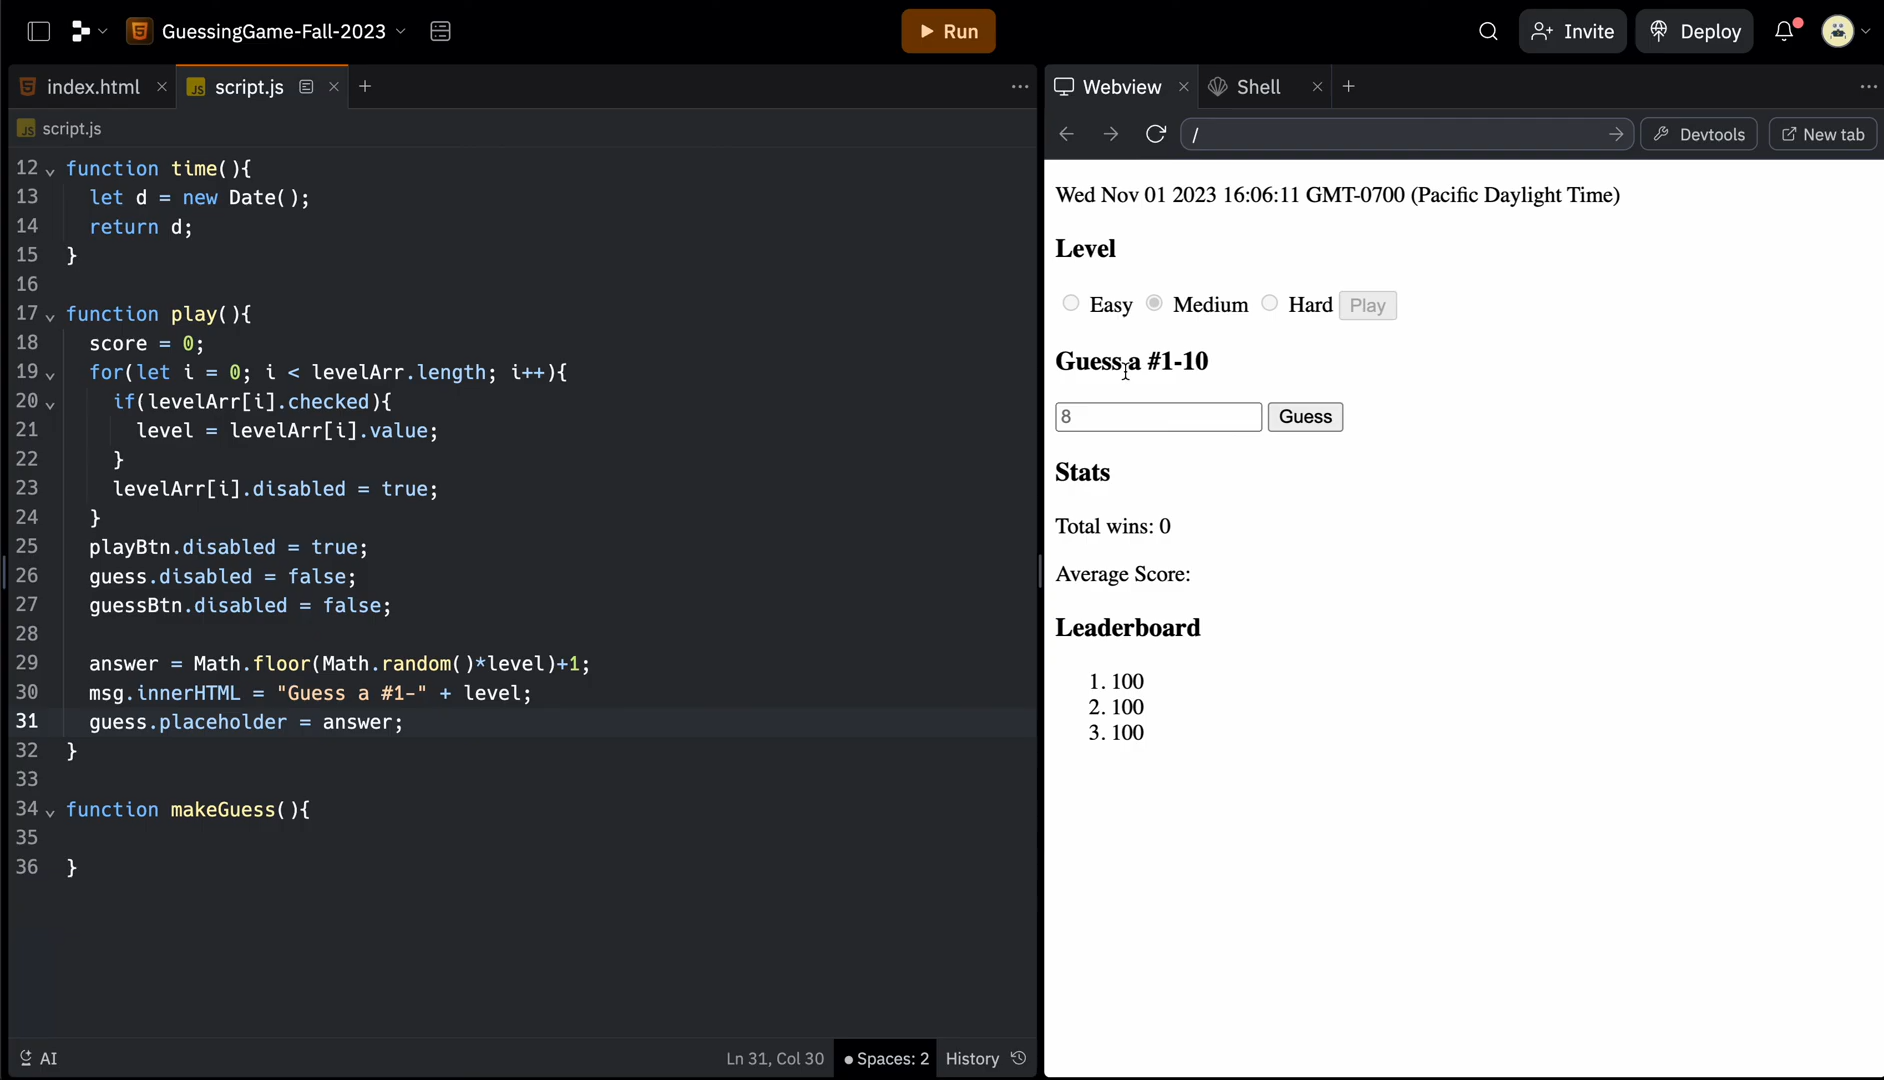 GuessingGame-Fall-2023
Run
Invite
Deploy
index.html
script.js
Webview
Shell
script.js
/
Devtools
New tab
12 function time(){
13 let d = new Date();
14 return d;
15 }
16
17 function play(){
18 score = 0;
19 for(let i = 0; i < levelArr.length; i++){
20 if(levelArr[i].checked){
21 level = levelArr[i].value;
22 }
23 levelArr[i].disabled = true;
24 }
25 playBtn.disabled = true;
26 guess.disabled = false;
27 guessBtn.disabled = false;
28
29 answer = Math.floor(Math.random()*level)+1;
30 msg.innerHTML = "Guess a #1-" + level;
31 guess.placeholder = answer;
32 }
33
34 function makeGuess(){
35
36 }
AI
Ln 31, Col 30
Spaces: 2
History
Wed Nov 01 2023 16:06:11 GMT-0700 (Pacific Daylight Time)
Level
Easy Medium Hard Play
Guess a #1-10
8 Guess
Stats
Total wins: 0
Average Score:
Leaderboard
1. 100
2. 100
3. 100